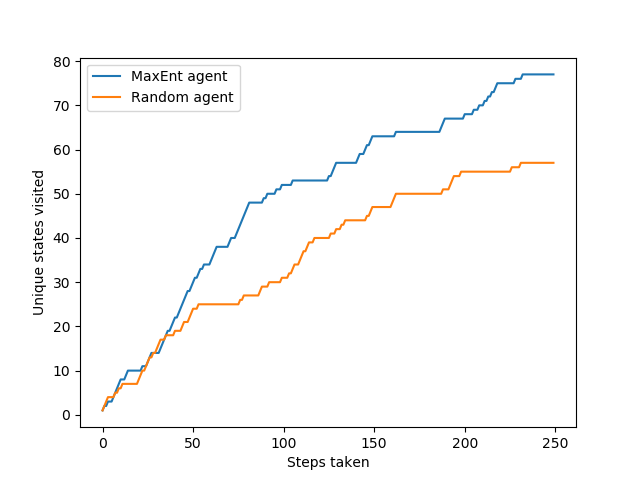 80
70
60
50
40
30
20
10
0
Unique states visited
MaxEnt agent
Random agent
0 50 100 150 200 250
Steps taken